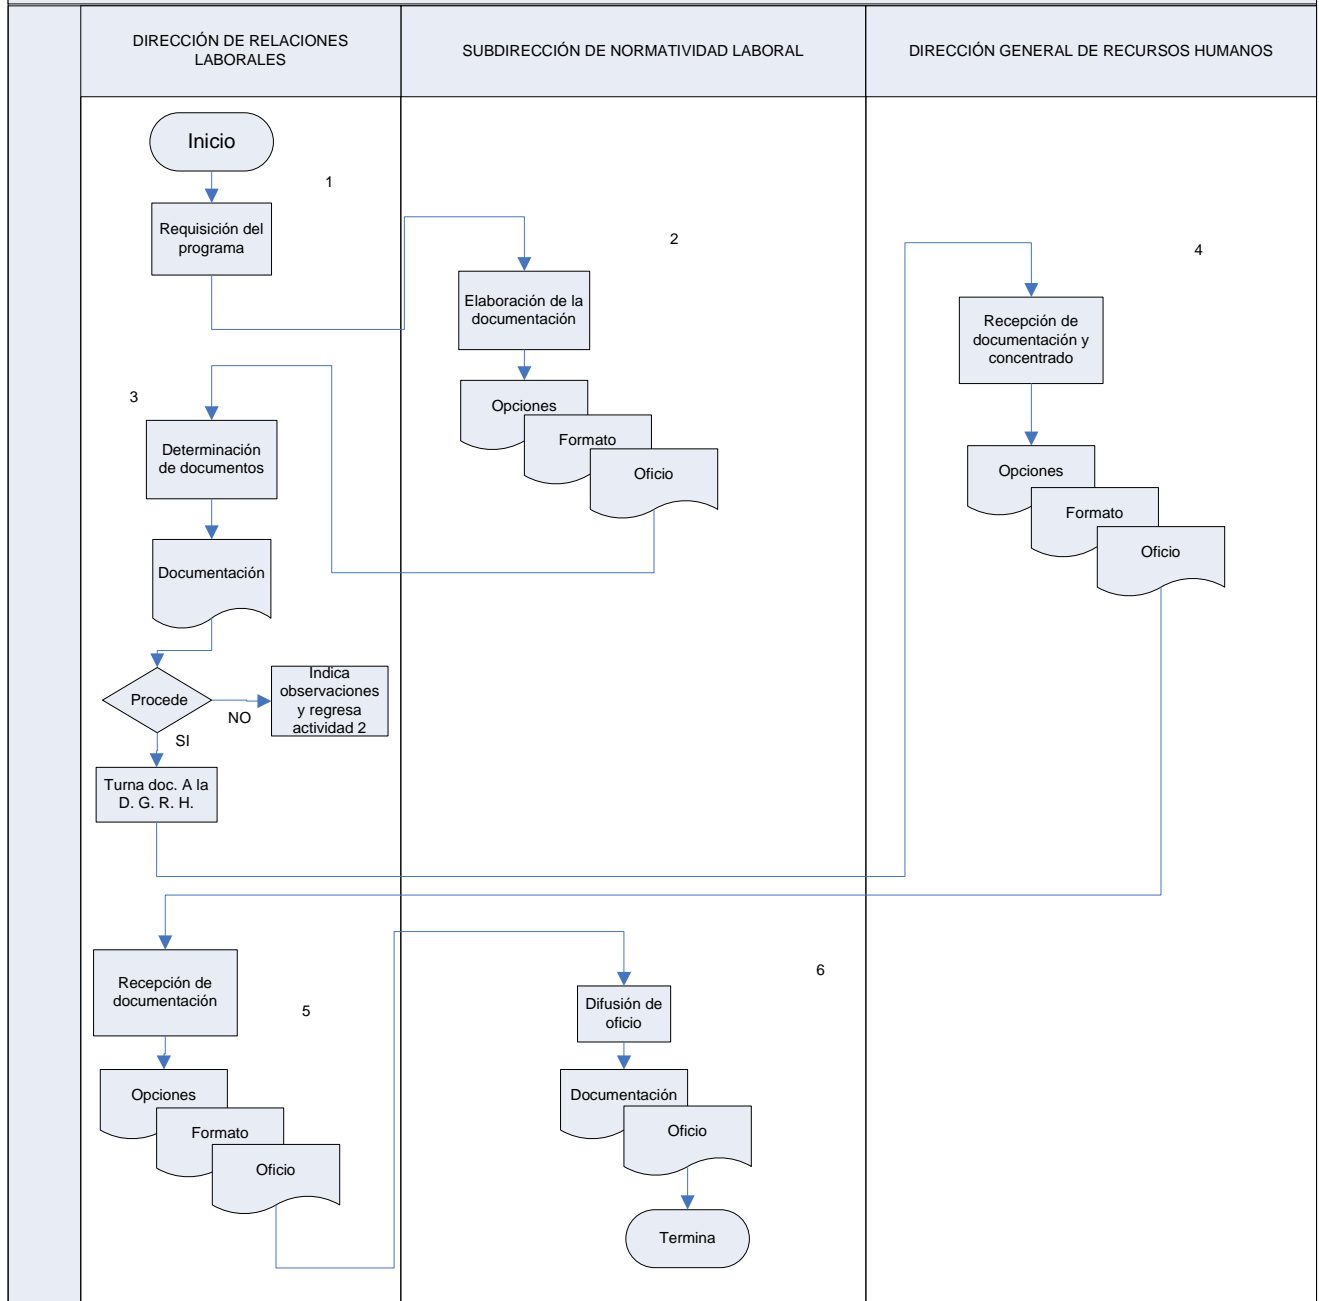 DIRECCIÓN DE RELACIONES
LABORALES
SUBDIRECCIÓN DE NORMATIVIDAD LABORAL
DIRECCIÓN GENERAL DE RECURSOS HUMANOS
Inicio
1
Requisición del
programa
2
Elaboración de la
documentación
Opciones
Formato
Oficio
3
Determinación
de documentos
Documentación
Procede
NO
Indica
observaciones
y regresa
actividad 2
SI
Turna doc. A la
D. G. R. H.
4
Recepción de
documentación y
concentrado
Opciones
Formato
Oficio
Recepción de
documentación
5
Opciones
Formato
Oficio
6
Difusión de
oficio
Documentación
Oficio
Termina